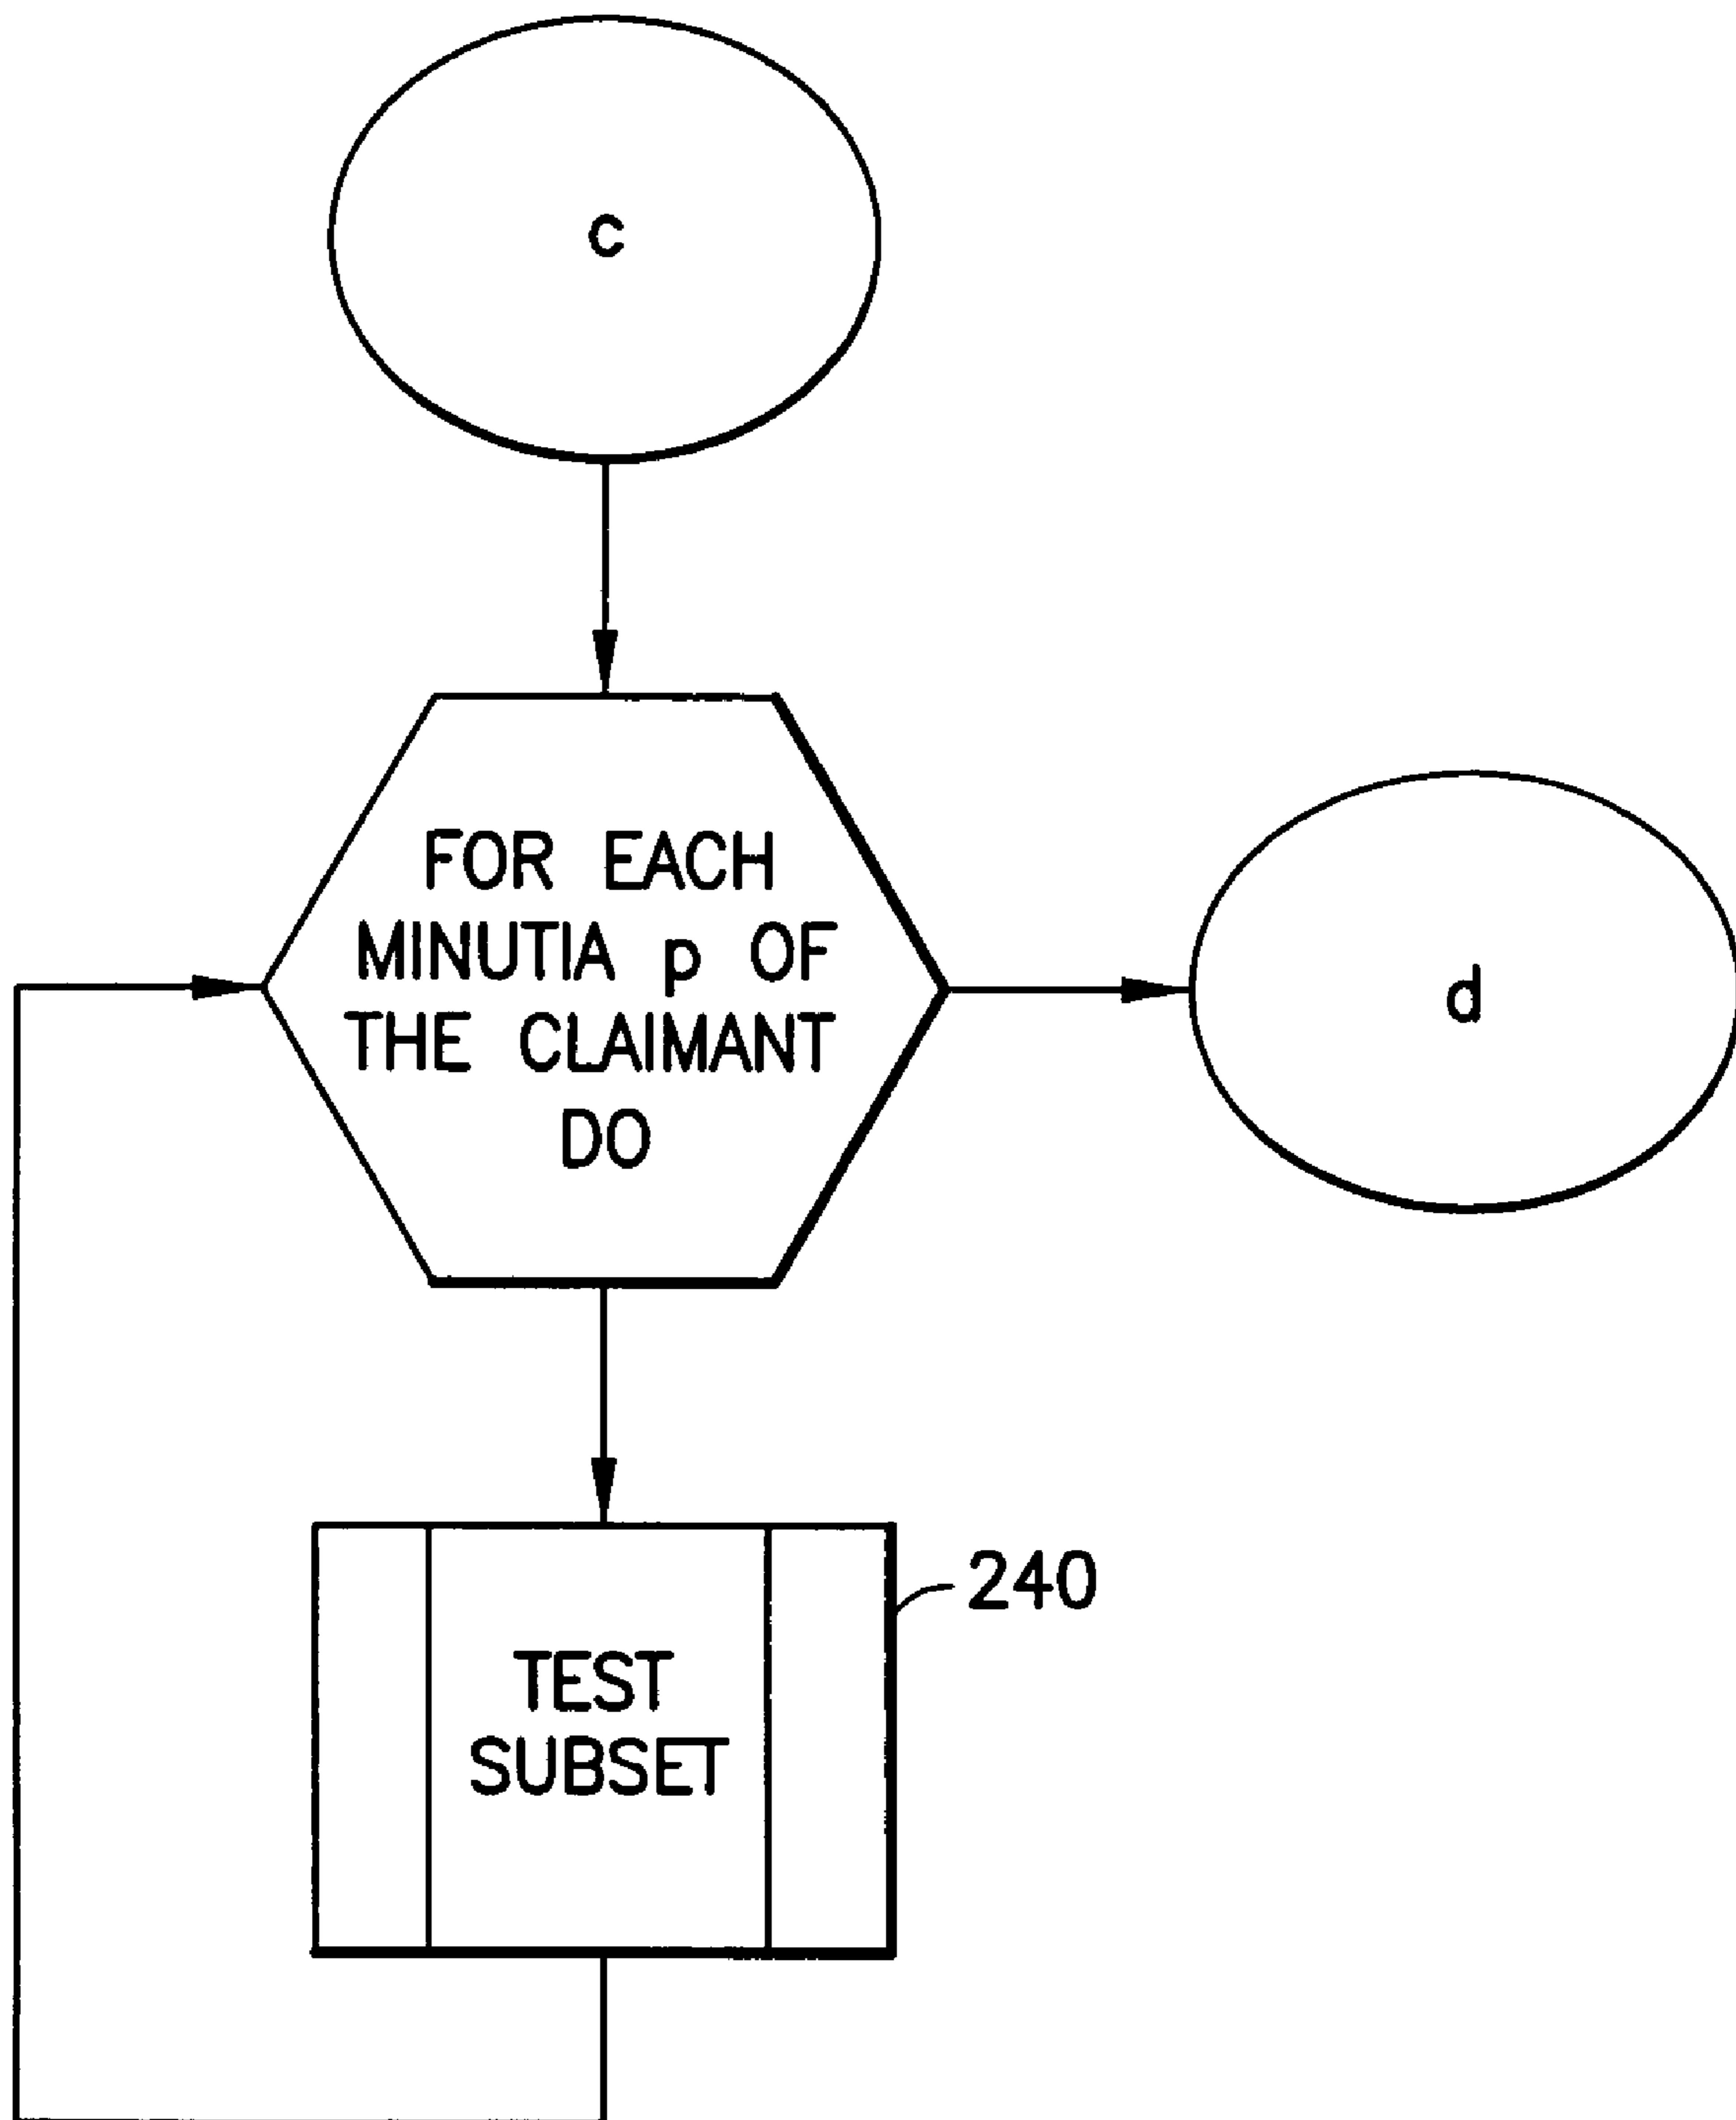 c
FOR EACH
MINUTIA p OF
THE CLAIMANT
DO
d
240
TEST
SUBSET